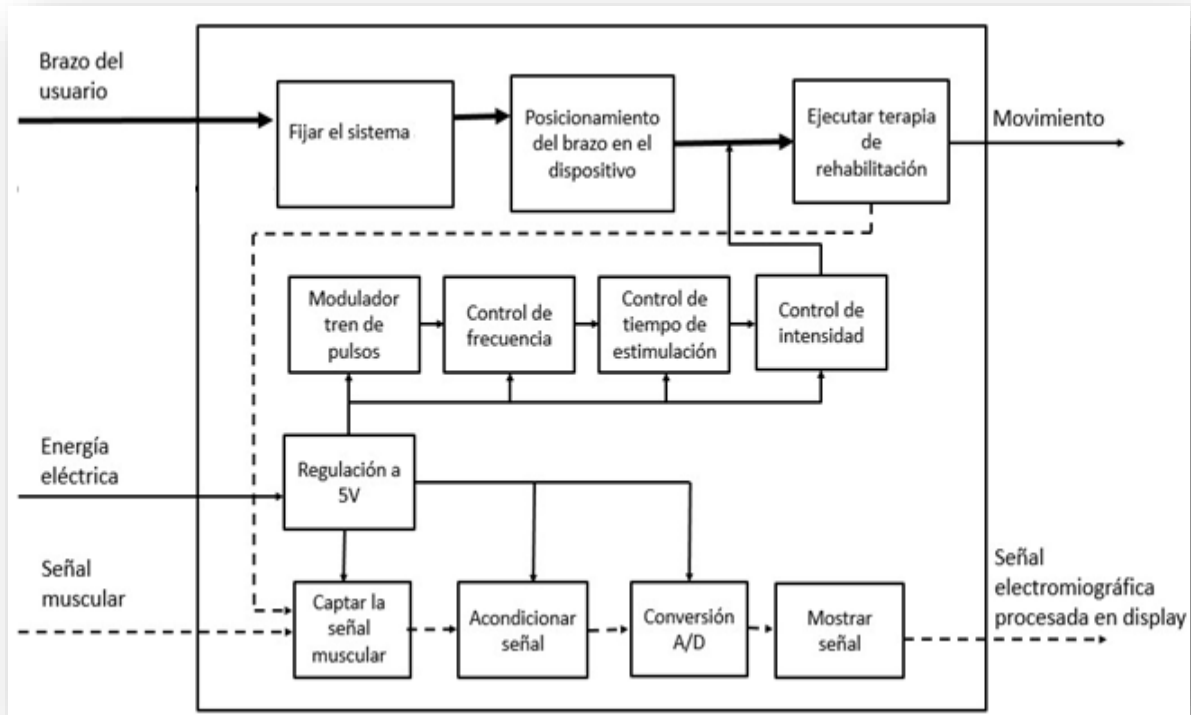 Brazo del
usuario
Fijar el sistema
Posicionamiento
del brazo en el
dispositivo
Ejecutar terapia
de
rehabilitación
Movimiento
Modulador
tren de
pulsos
Control de
frecuencia
Control de
tiempo de
estimulación
Control de
intensidad
Energía
eléctrica
Regulación a
5V
Señal
muscular
Captar la
señal
muscular
Acondicionar
señal
Conversión
A/D
Mostrar
señal
Señal
electromiográfica
procesada en display